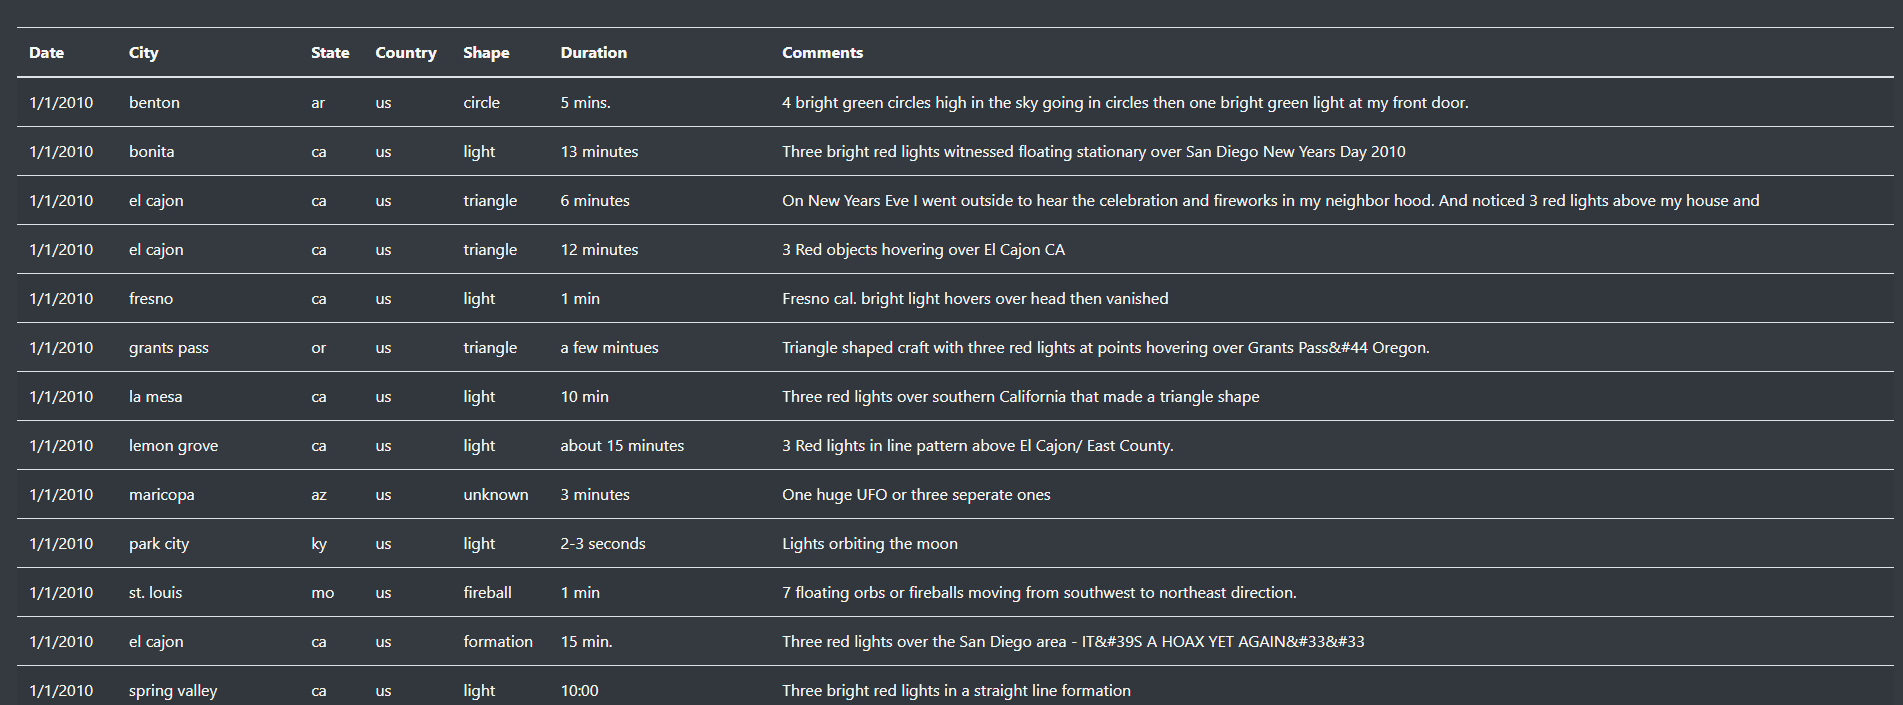 Date City State Country Shape Duration Comments
1/1/2010 benton ar us circle 5 mins. 4 bright green circles high in the sky going in circles then one bright green light at my front door.
1/1/2010 bonita ca us light 13 minutes Three bright red lights witnessed floating stationary over San Diego New Years Day 2010
1/1/2010 el cajon ca us triangle 6 minutes On New Years Eve I went outside to hear the celebration and fireworks in my neighbor hood. And noticed 3 red lights above my house and
1/1/2010 el cajon ca us triangle 12 minutes 3 Red objects hovering over El Cajon CA
1/1/2010 fresno ca us light 1 min Fresno cal. bright light hovers over head then vanished
1/1/2010 grants pass or us triangle a few mintues Triangle shaped craft with three red lights at points hovering over Grants Pass&#44 Oregon.
1/1/2010 la mesa ca us light 10 min Three red lights over southern California that made a triangle shape
1/1/2010 lemon grove ca us light about 15 minutes 3 Red lights in line pattern above El Cajon/ East County.
1/1/2010 maricopa az us unknown 3 minutes One huge UFO or three seperate ones
1/1/2010 park city ky us light 2-3 seconds Lights orbiting the moon
1/1/2010 st. louis mo us fireball 1 min 7 floating orbs or fireballs moving from southwest to northeast direction.
1/1/2010 el cajon ca us formation 15 min. Three red lights over the San Diego area - IT&#39S A HOAX YET AGAIN&#33&#33
1/1/2010 spring valley ca us light 10:00 Three bright red lights in a straight line formation